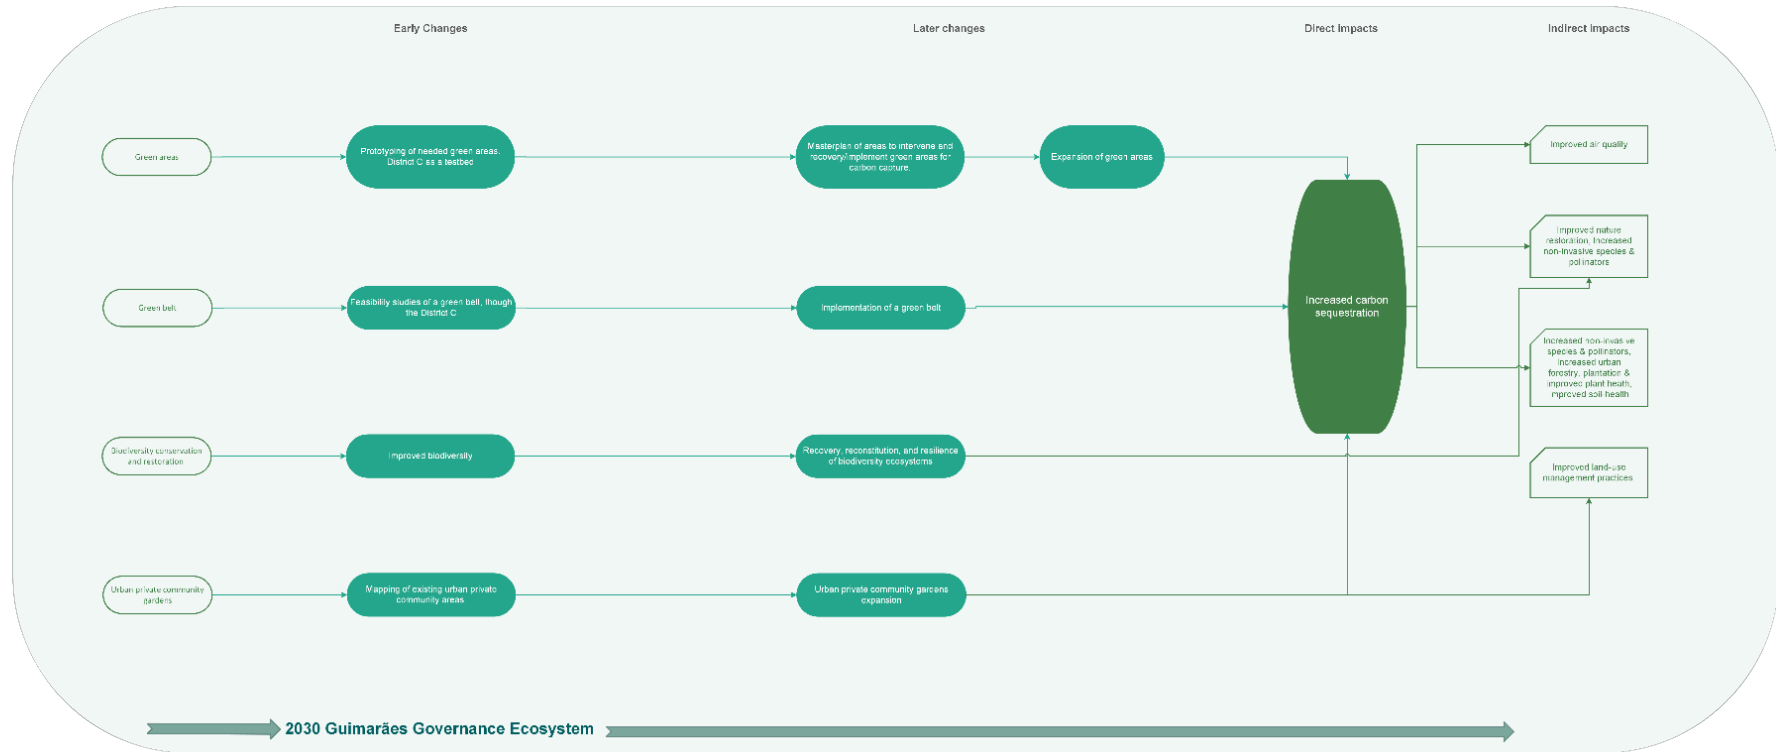 Early Changes
Later changes
Direct Impacts
Indirect Impacts
Green areas
Prototyping of needed green areas.
District C as a testbed
Masterplan of areas to intervene and
recovery/implement green areas for
carbon capture.
Expansion of green areas
Improved air quality
Improved nature
restoration, Increased
non-invasive species &
pollinators
Green belt
Feasibility studies of a green belt, though
the District C
Implementation of a green belt
Increased carbon
sequestration
Increased non-invasive
species & pollinators,
Increased urban
forestry, plantation &
improved plant heath,
mproved soil health
Biodiversity conservation
and restoration
Improved biodiversity
Recovery, reconstitution, and resilience
of biodiversity ecosystems
Improved land-use
management practices
Urban private community
gardens
Mapping of existing urban private
community areas
Urban private community gardens
expansion
2030 Guimarães Governance Ecosystem